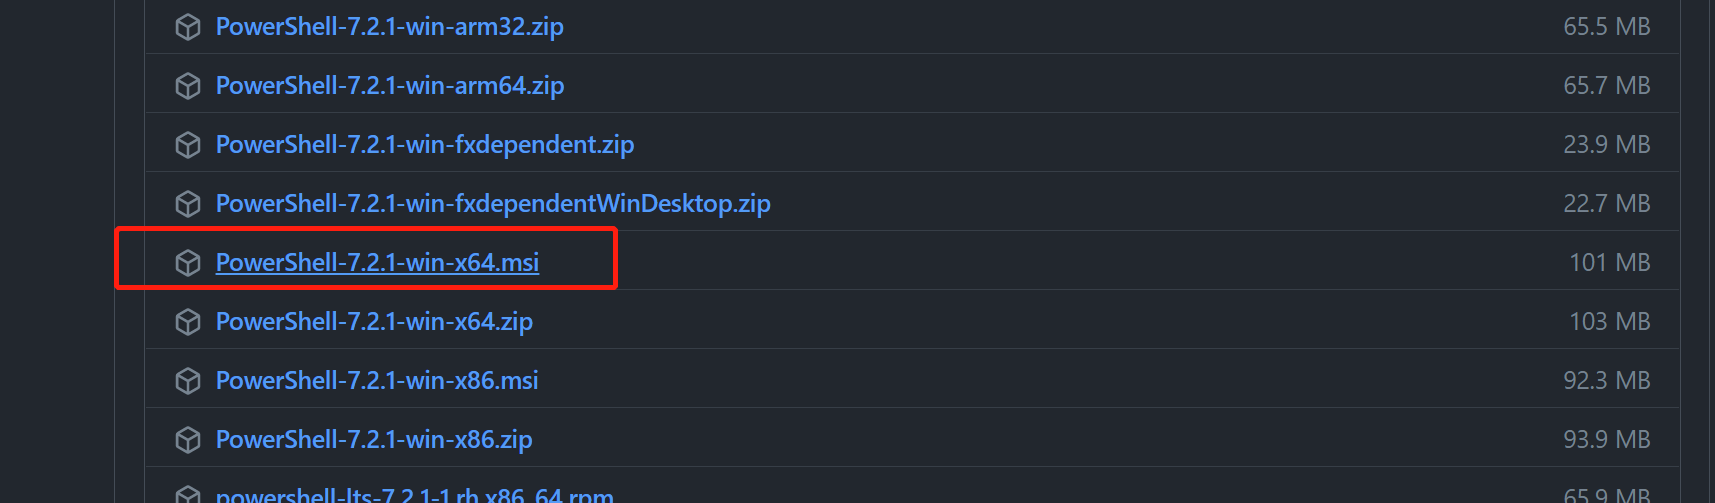 PowerShell-7.2.1-win-arm32.zip 65.5 MB
PowerShell-7.2.1-win-arm64.zip 65.7 MB
PowerShell-7.2.1-win-fxdependent.zip 23.9 MB
PowerShell-7.2.1-win-fxdependentWinDesktop.zip 22.7 MB
PowerShell-7.2.1-win-x64.msi 101 MB
PowerShell-7.2.1-win-x64.zip 103 MB
PowerShell-7.2.1-win-x86.msi 92.3 MB
PowerShell-7.2.1-win-x86.zip 93.9 MB
powershell-lts-7.2.1-1.rh.x86_64.rpm 65.9 MB